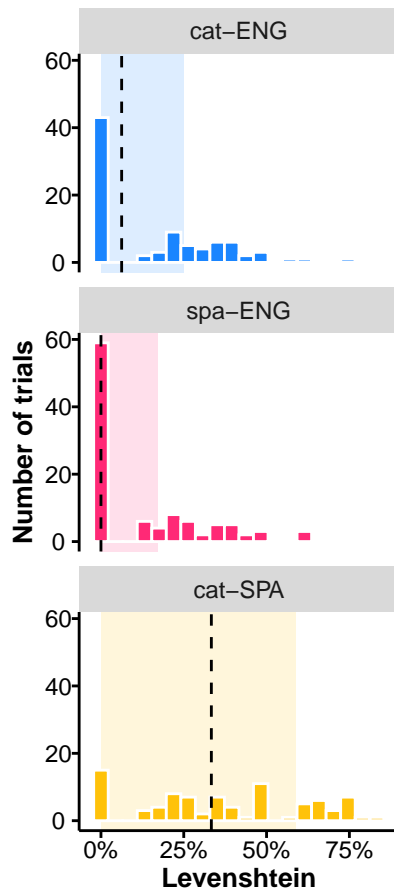 cat−ENG
60
40
20
0
spa−ENG
60
40
20
0
Number of trials
cat−SPA
60
40
20
0
0% 25% 50% 75%
Levenshtein